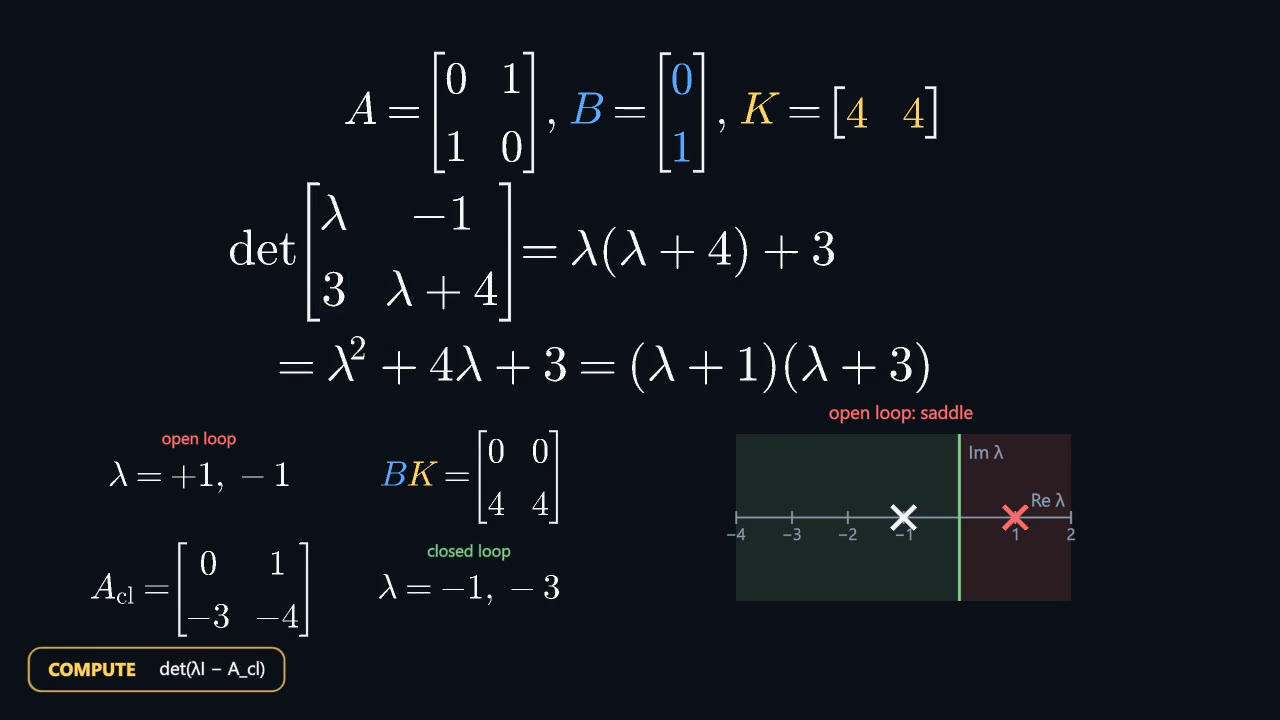 A = [0 1; 1 0], B = [0; 1], K = [4 4]
det [λ −1; 3 λ + 4] = λ(λ + 4) + 3
= λ² + 4λ + 3 = (λ + 1)(λ + 3)
open loop
λ = +1, −1
BK = [0 0; 4 4]
A_cl = [0 1; −3 −4]
closed loop
λ = −1, −3
open loop: saddle
Im λ
Re λ
−4 −3 −2 −1 1 2
COMPUTE det(λI − A_cl)